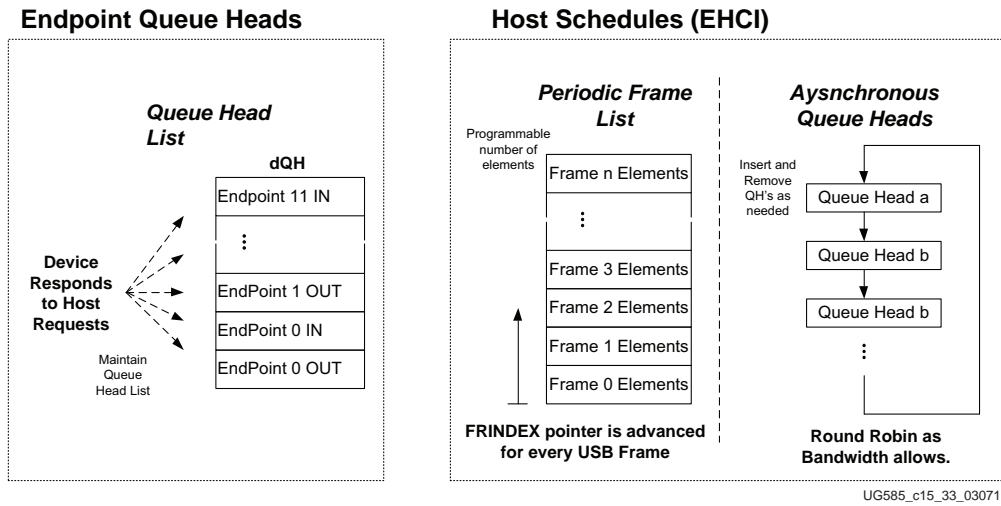 Endpoint Queue Heads
Queue Head
List
dQH
Endpoint 11 IN
EndPoint 1 OUT
EndPoint 0 IN
EndPoint 0 OUT
Device
Responds
to Host
Requests
Maintain
Queue
Head List
Host Schedules (EHCI)
Periodic Frame
List
Programmable
number of
elements
Frame n Elements
Frame 3 Elements
Frame 2 Elements
Frame 1 Elements
Frame 0 Elements
FRINDEX pointer is advanced
for every USB Frame
Aysnchronous
Queue Heads
Insert and
Remove
QH's as
needed
Queue Head a
Queue Head b
Queue Head b
Round Robin as
Bandwidth allows.
UG585_c15_33_03071